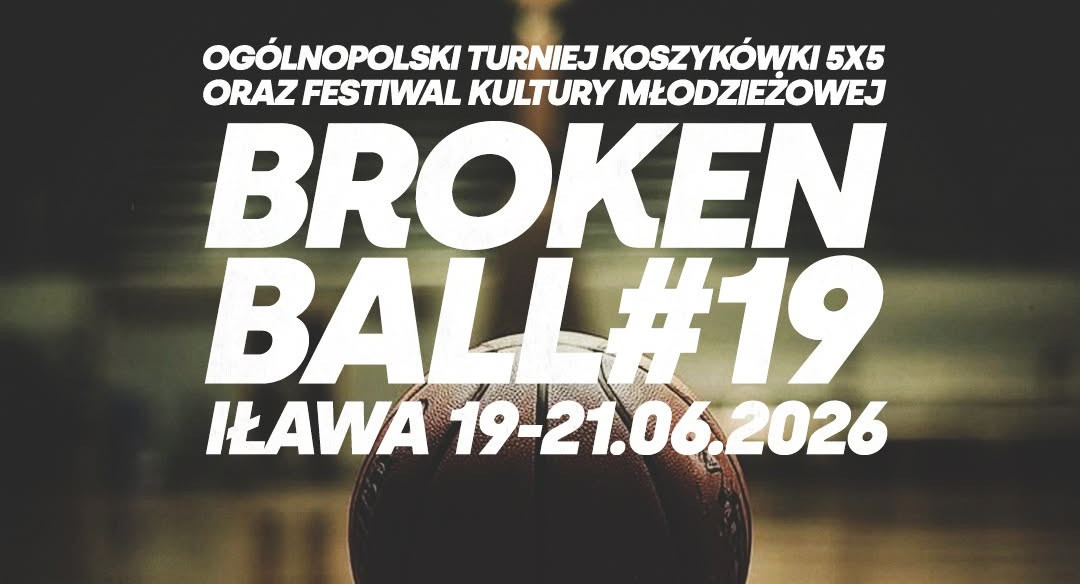 OGÓLNOPOLSKI TURNIEJ KOSZYKÓWKI 5X5
ORAZ FESTIWAL KULTURY MŁODZIEŻOWEJ
BROKEN
BALL#19
IŁAWA 19-21.06.2026